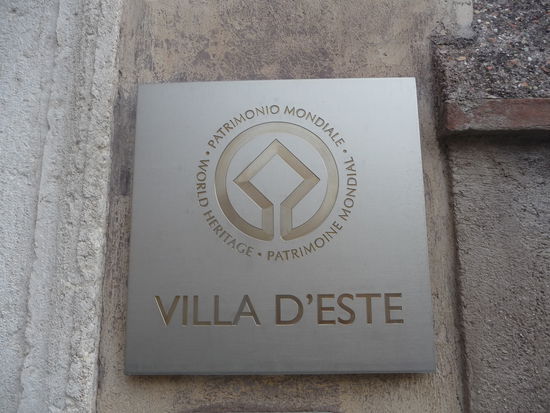 • PATRIMONIO MONDIALE • PATRIMOINE MONDIAL • WORLD HERITAGE
VILLA D'ESTE